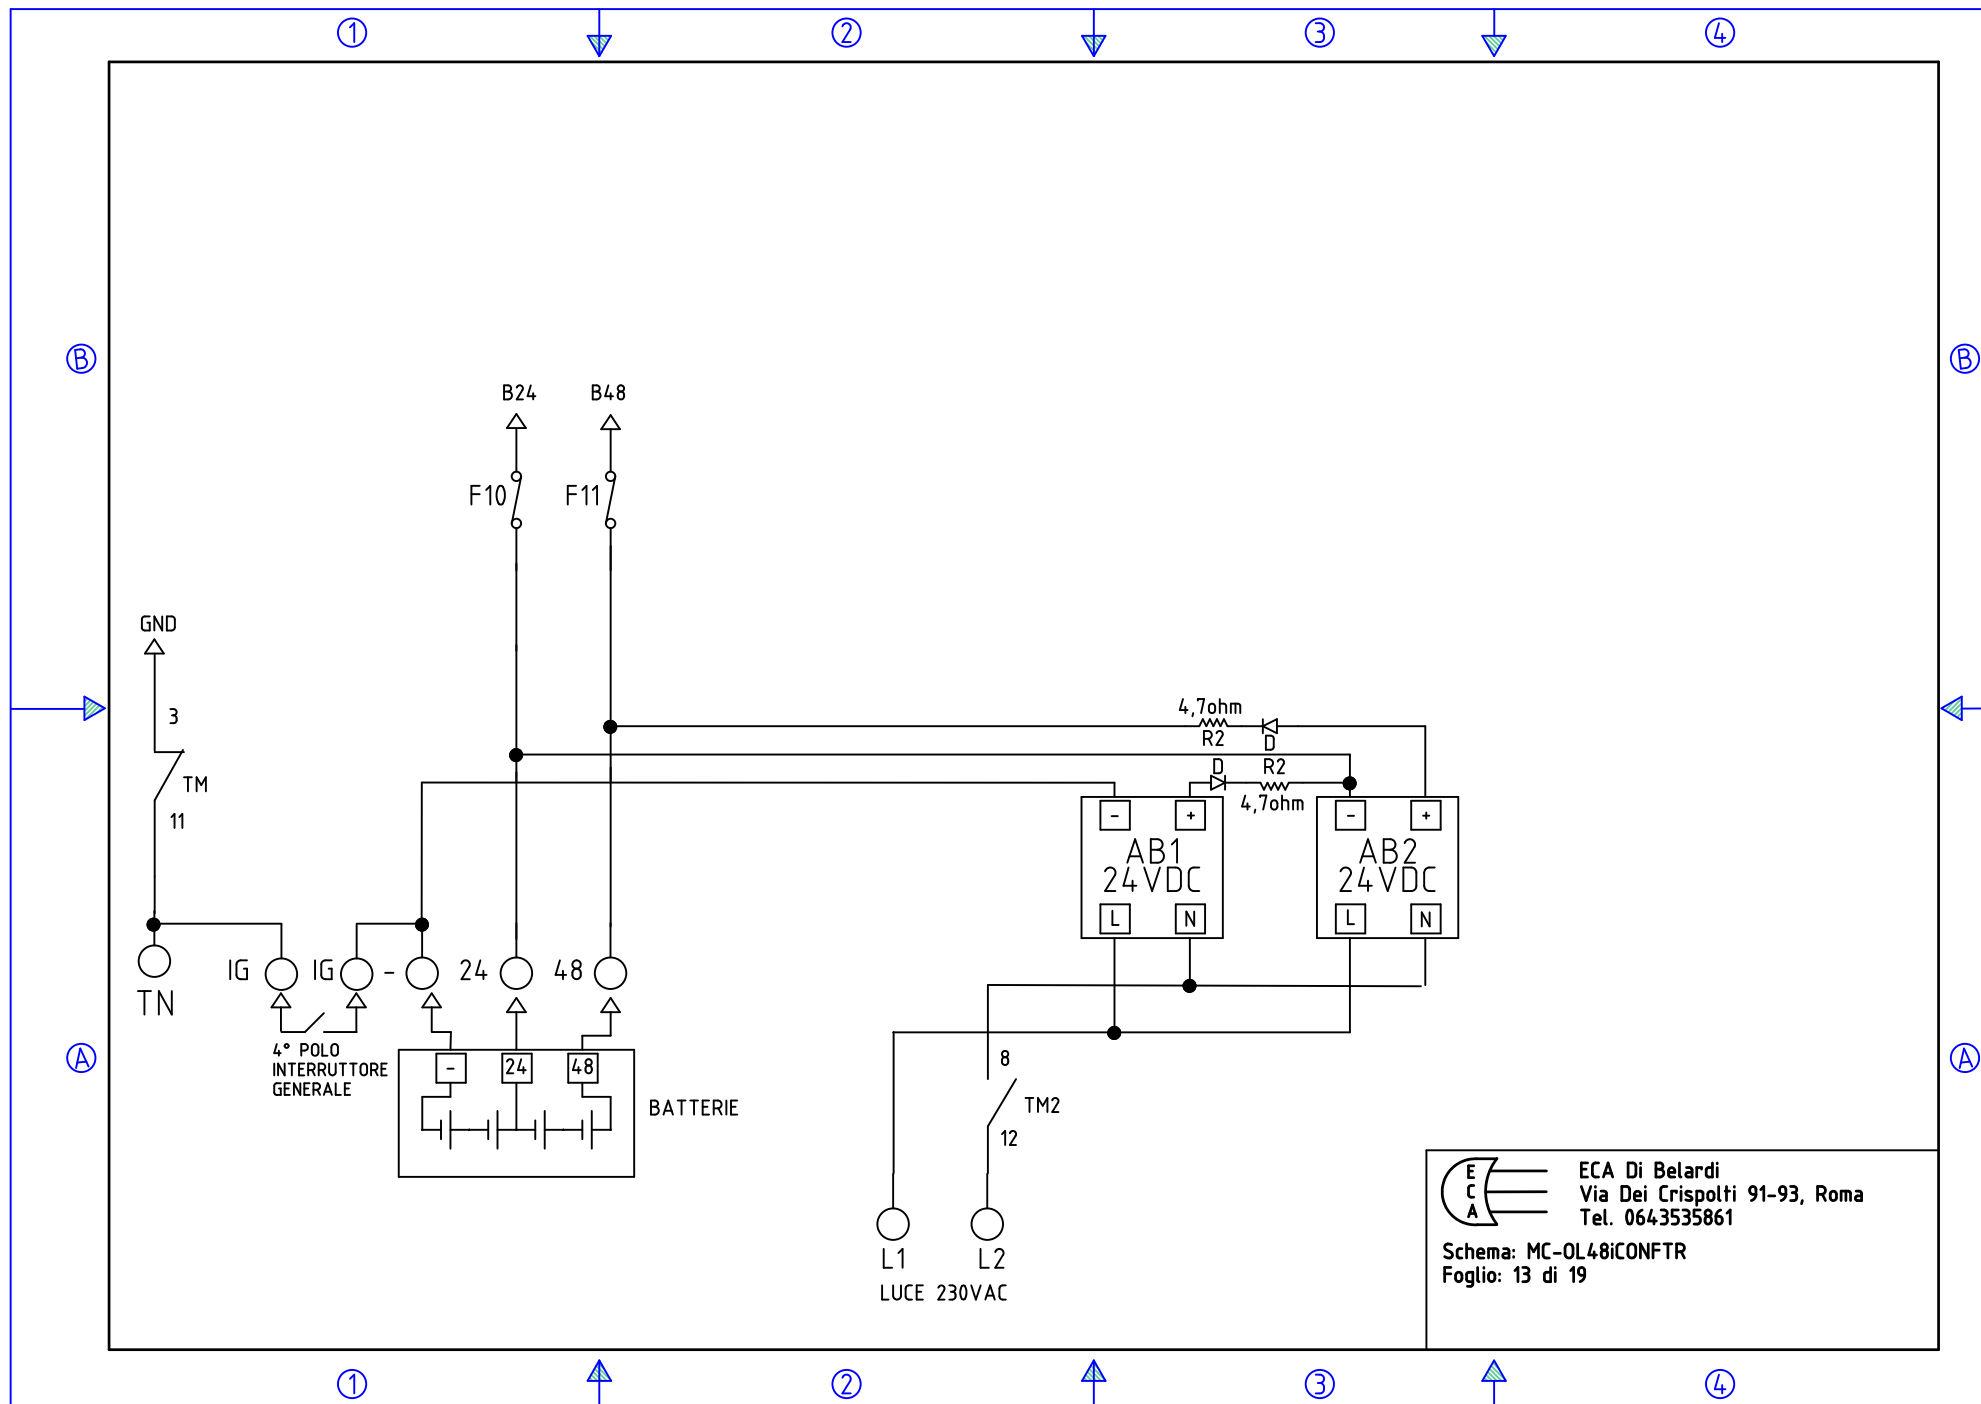 1 2 3 4
B B
B24 B48
F10 F11
GND
3
4,7ohm
R2
D
D R2
4,7ohm
TM
11
- + - +
AB1 AB2
24VDC 24VDC
L N L N
IG IG - 24 48
TN
4° POLO
INTERRUTTORE
GENERALE
- 24 48
BATTERIE
A A
8
TM2
12
L1 L2
LUCE 230VAC
E
C
A
ECA Di Belardi
Via Dei Crispolti 91-93, Roma
Tel. 0643535861
Schema: MC-OL48iCONFTR
Foglio: 13 di 19
1 2 3 4